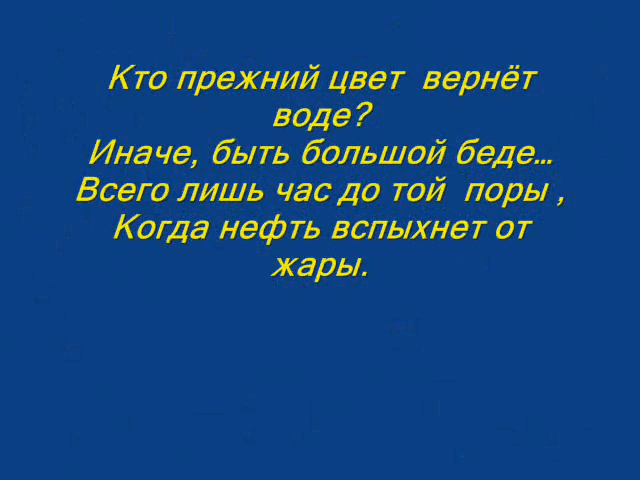 Кто прежний цвет вернёт
воде?
Иначе, быть большой беде...
Всего лишь час до той поры ,
Когда нефть вспыхнет от
жары.